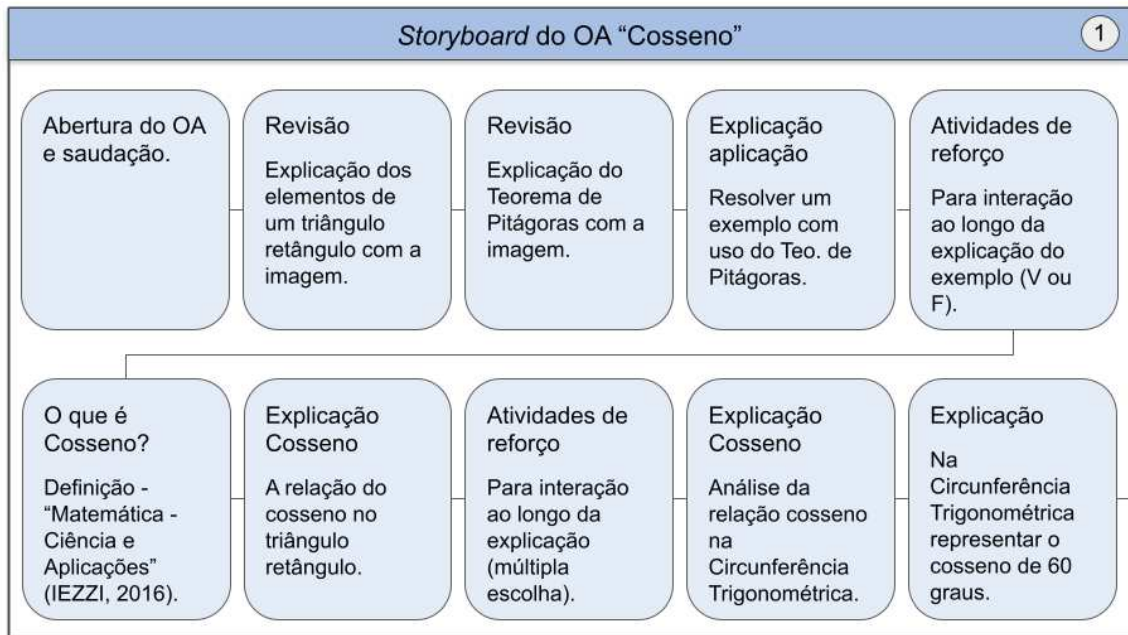 Storyboard do OA “Cosseno”
1
Abertura do OA
e saudação.
Revisão
Explicação dos
elementos de
um triângulo
retângulo com a
imagem.
Revisão
Explicação do
Teorema de
Pitágoras com a
imagem.
Explicação
aplicação
Resolver um
exemplo com
uso do Teo. de
Pitágoras.
Atividades de
reforço
Para interação
ao longo da
explicação do
exemplo (V ou
F).
O que é
Cosseno?
Definição -
“Matemática -
Ciência e
Aplicações”
(IEZZI, 2016).
Explicação
Cosseno
A relação do
cosseno no
triângulo
retângulo.
Atividades de
reforço
Para interação
ao longo da
explicação
(múltipla
escolha).
Explicação
Cosseno
Análise da
relação cosseno
na
Circunferência
Trigonométrica.
Explicação
Na
Circunferência
Trigonométrica
representar o
cosseno de 60
graus.